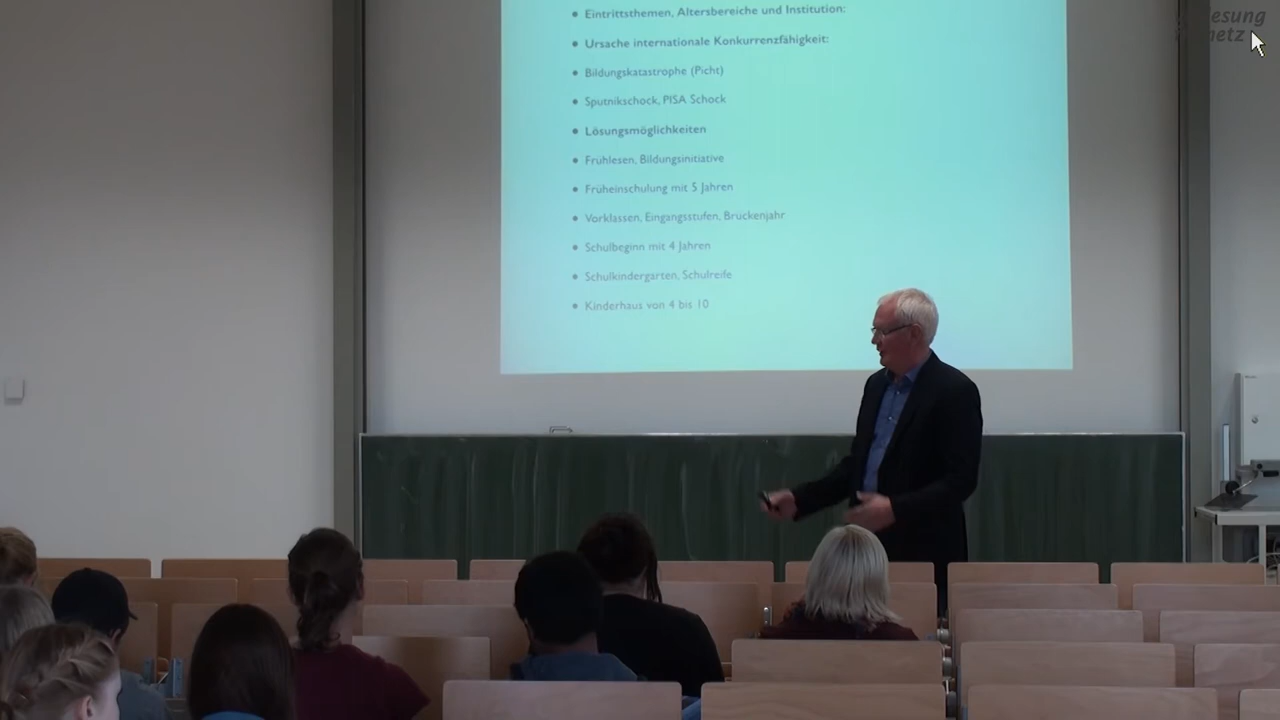 Eintrittsthemen, Altersbereiche und Institution:
Ursache internationale Konkurrenzfähigkeit:
Bildungskatastrophe (Picht)
Sputnikschock, PISA Schock
Lösungsmöglichkeiten
Frühlesen, Bildungsinitiative
Früheinschulung mit 5 Jahren
Vorklassen, Eingangsstufen, Brückenjahr
Schulbeginn mit 4 Jahren
Schulkindergarten, Schulreife
Kinderhaus von 4 bis 10